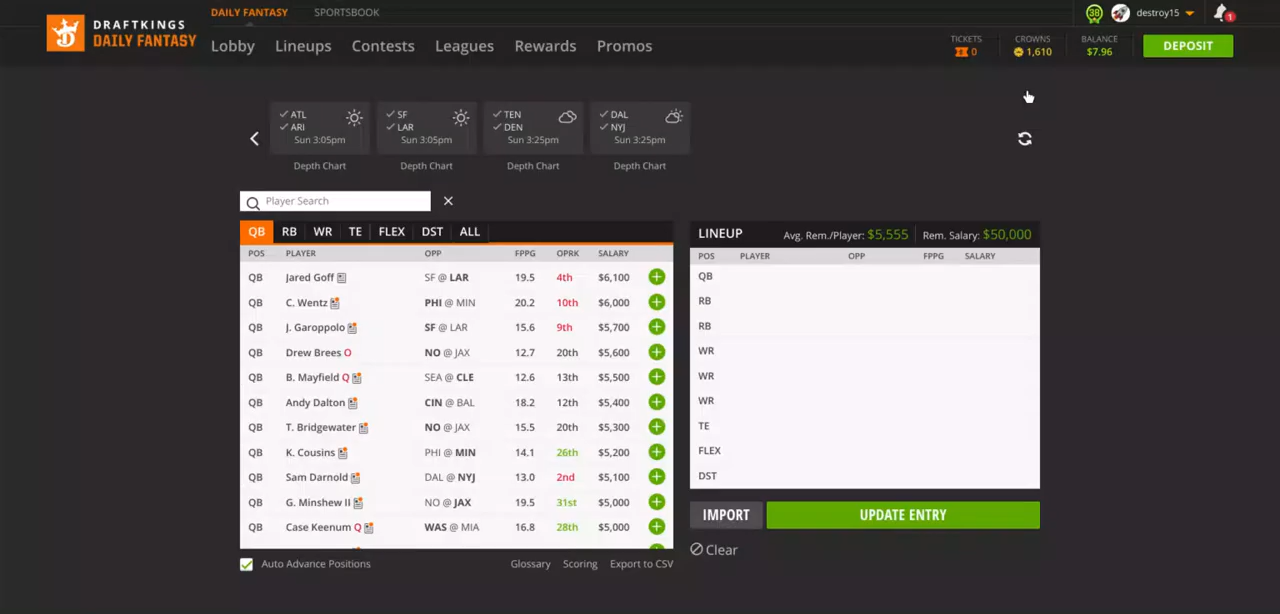 DAILY FANTASY SPORTSBOOK
38 destroy15 1
DRAFTKINGS
DAILY FANTASY
Lobby Lineups Contests Leagues Rewards Promos
TICKETS CROWNS BALANCE
0 1,610 $7.96 DEPOSIT
ATL SF TEN DAL
ARI LAR DEN NYJ
Sun 3:05pm Sun 3:05pm Sun 3:25pm Sun 3:25pm
Depth Chart Depth Chart Depth Chart Depth Chart
Player Search
QB RB WR TE FLEX DST ALL
POS PLAYER OPP FPPG OPRK SALARY
QB Jared Goff SF @ LAR 19.5 4th $6,100
QB C. Wentz PHI @ MIN 20.2 10th $6,000
QB J. Garoppolo SF @ LAR 15.6 9th $5,700
QB Drew Brees O NO @ JAX 12.7 20th $5,600
QB B. Mayfield Q SEA @ CLE 12.6 13th $5,500
QB Andy Dalton CIN @ BAL 18.2 12th $5,400
QB T. Bridgewater NO @ JAX 15.5 20th $5,300
QB K. Cousins PHI @ MIN 14.1 26th $5,200
QB Sam Darnold DAL @ NYJ 13.0 2nd $5,100
QB G. Minshew II NO @ JAX 19.5 31st $5,000
QB Case Keenum Q WAS @ MIA 16.8 28th $5,000
Auto Advance Positions Glossary Scoring Export to CSV
LINEUP Avg. Rem./Player: $5,555 Rem. Salary: $50,000
POS PLAYER OPP FPPG SALARY
QB
RB
RB
WR
WR
WR
TE
FLEX
DST
IMPORT UPDATE ENTRY
Clear